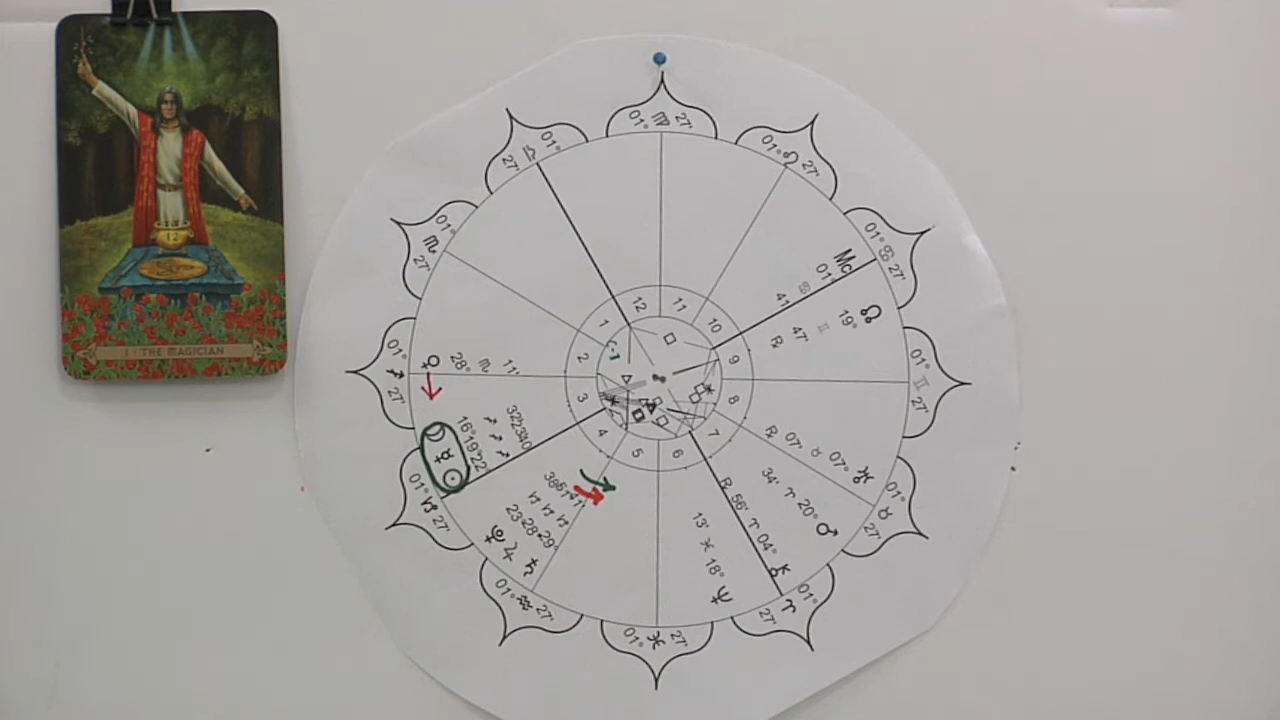 12
I · THE MAGICIAN
01° ♍ 27'
01° ♌ 27'
01° ♋ 27'
01° ♊ 27'
01° ♉ 27'
01° ♈ 27'
01° ♓ 27'
01° ♒ 27'
01° ♑ 27'
01° ♐ 27'
01° ♏ 27'
01° ♎ 27'
Mc 01° ♋ 41'
☊ 19° ♊ 47' ℞
♅ 07° ♉ 07' ℞
♂ 20° ♈ 34'
⚷ 04° ♈ 56' ℞
♆ 18° ♓ 13'
♄ 29° ♑
♃ 28° ♑ 51'
23° ♑ 38'
☉ 22° ♐ 40'
☿ 19° ♐ 23'
☽ 16° ♐ 32'
♀ 28° ♏ 11'
1
2
3
4
5
6
7
8
9
10
11
12